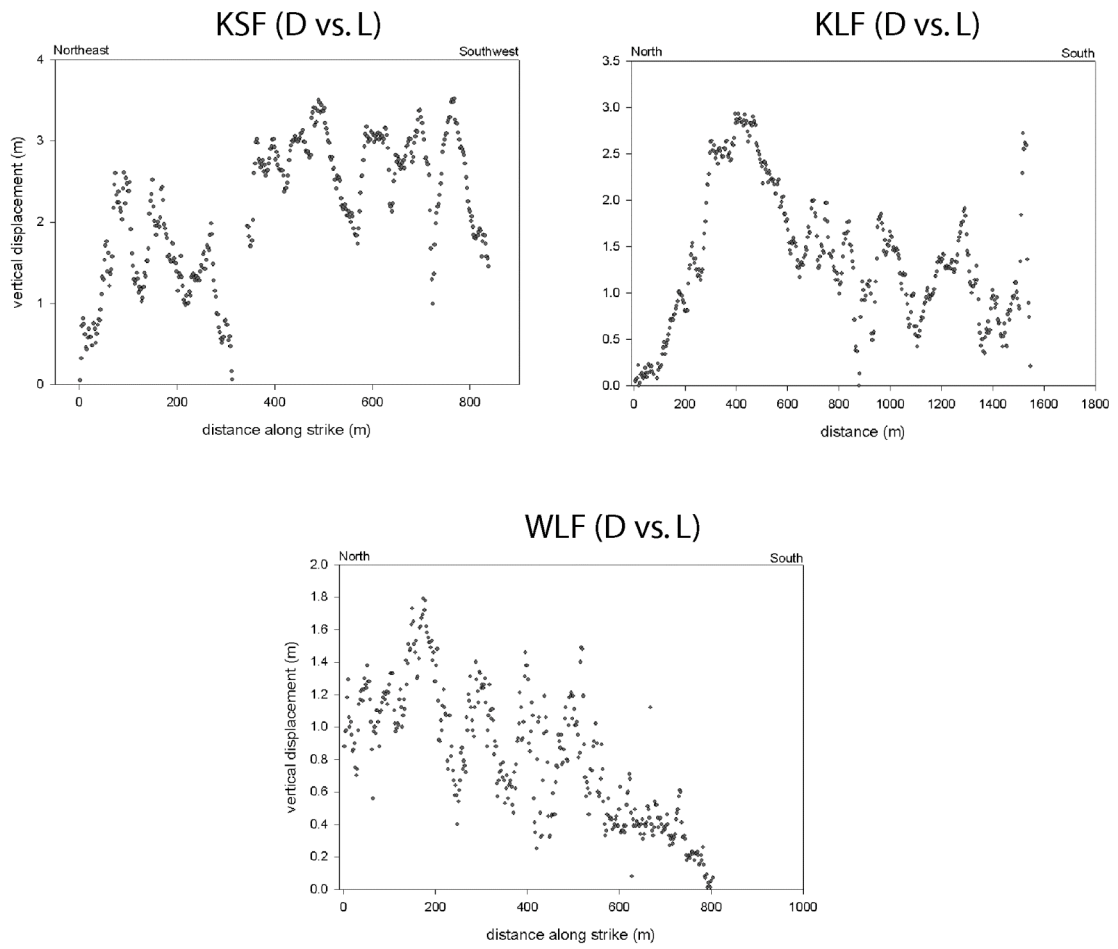 KSF (D vs. L)
Northeast Southwest
4
3
2
1
0
vertical displacement (m)
0 200 400 600 800
distance along strike (m)
KLF (D vs. L)
North South
3.5
3.0
2.5
2.0
1.5
1.0
0.5
0.0
0 200 400 600 800 1000 1200 1400 1600 1800
distance (m)
WLF (D vs. L)
North South
2.0
1.8
1.6
1.4
1.2
1.0
0.8
0.6
0.4
0.2
0.0
vertical displacement (m)
0 200 400 600 800 1000
distance along strike (m)